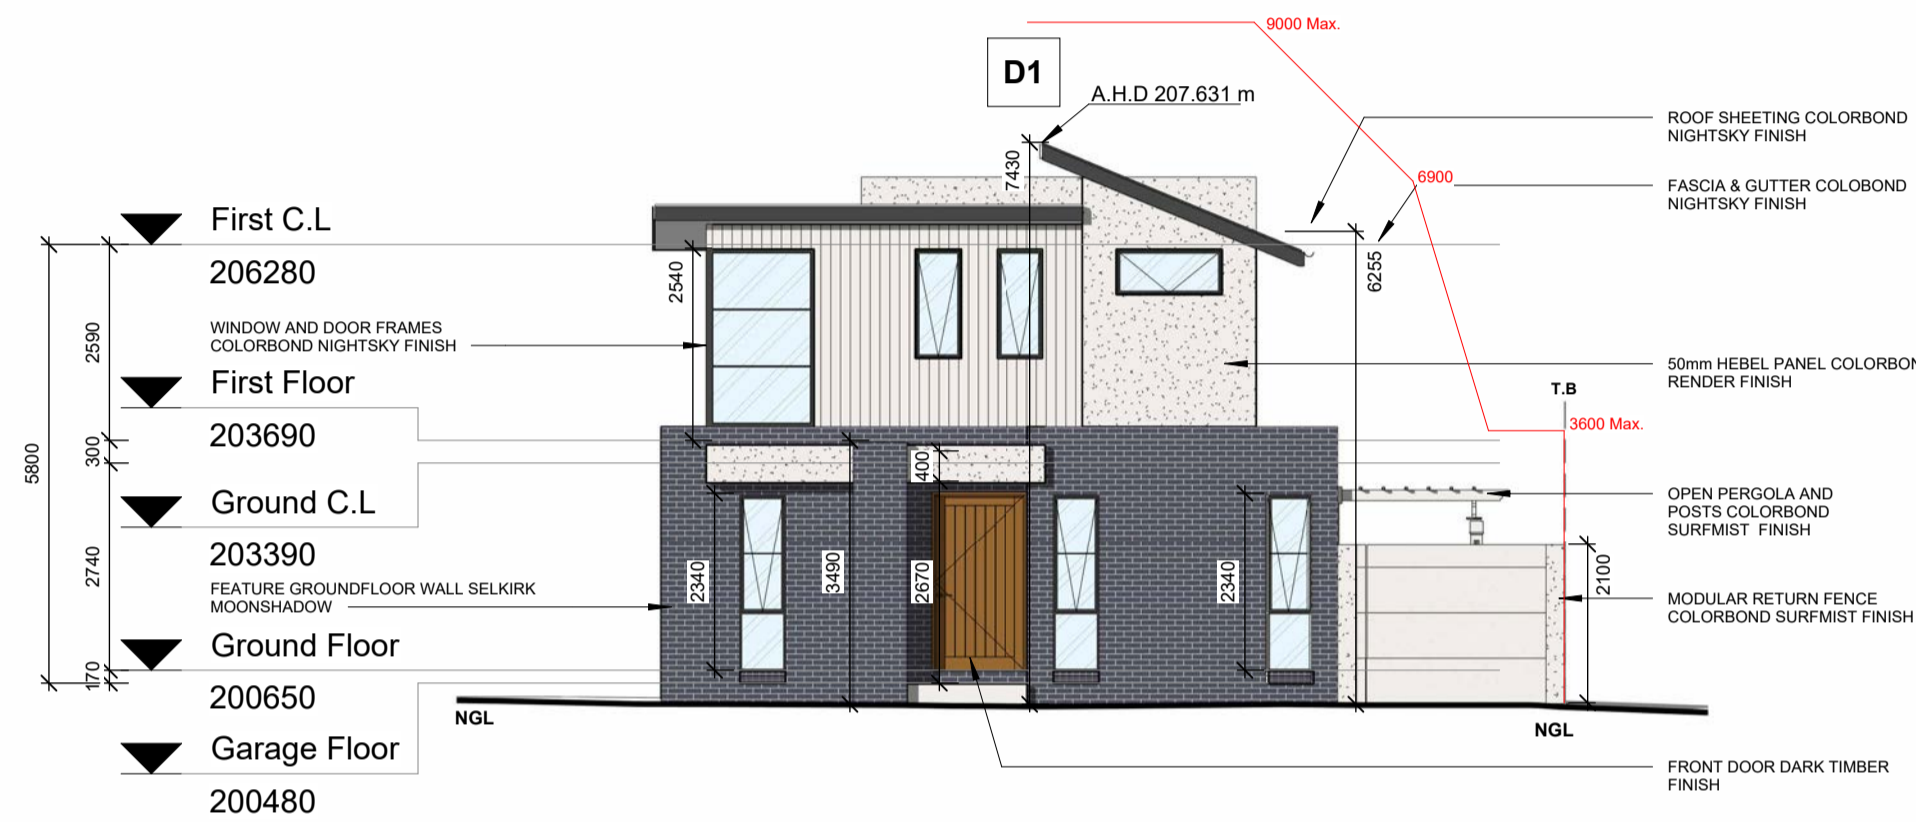 9000 Max.
D1
A.H.D 207.631 m
ROOF SHEETING COLORBOND
NIGHTSKY FINISH
7430
6900
FASCIA & GUTTER COLOBOND
NIGHTSKY FINISH
First C.L
206280
2540
6255
WINDOW AND DOOR FRAMES
COLORBOND NIGHTSKY FINISH
2590
50mm HEBEL PANEL COLORBON
RENDER FINISH
First Floor
203690
T.B
3600 Max.
5800
300
400
Ground C.L
203390
OPEN PERGOLA AND
POSTS COLORBOND
SURFMIST FINISH
2740
2340
3490
2670
2340
2100
FEATURE GROUNDFLOOR WALL SELKIRK
MOONSHADOW
MODULAR RETURN FENCE
COLORBOND SURFMIST FINISH
Ground Floor
200650
170
NGL
NGL
Garage Floor
200480
FRONT DOOR DARK TIMBER
FINISH